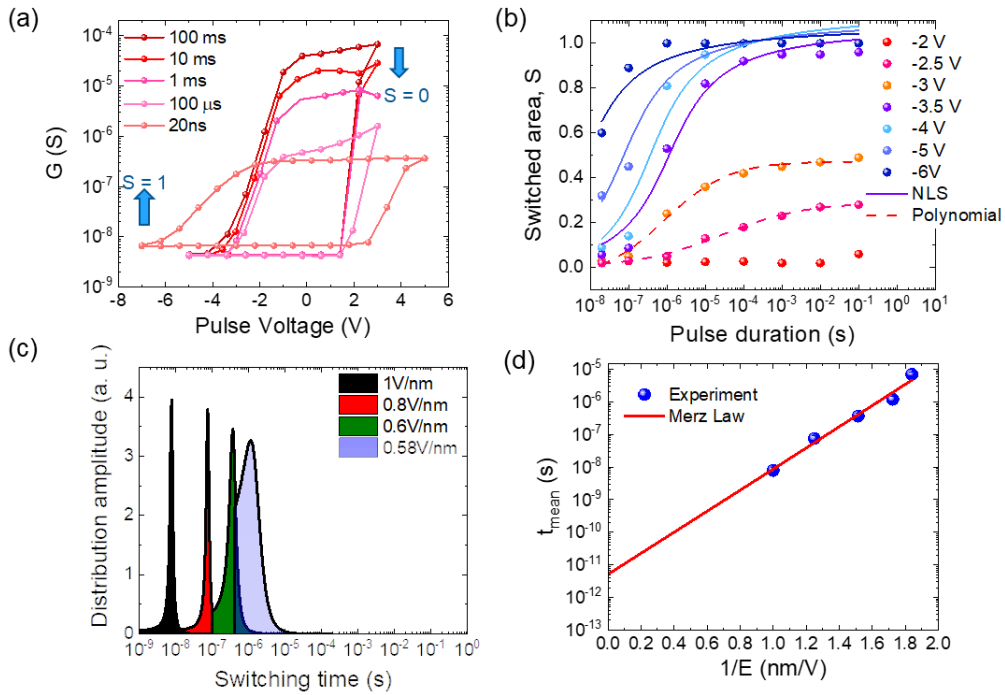 (a)
10⁻⁴
10⁻⁵
10⁻⁶
10⁻⁷
10⁻⁸
10⁻⁹
G (S)
100 ms
10 ms
1 ms
100 μs
20ns
S = 0
S = 1
-8 -6 -4 -2 0 2 4 6
Pulse Voltage (V)
(b)
1.0
0.8
0.6
0.4
0.2
0.0
Switched area, S
-2 V
-2.5 V
-3 V
-3.5 V
-4 V
-5 V
-6V
NLS
Polynomial
10⁻⁸ 10⁻⁷ 10⁻⁶ 10⁻⁵ 10⁻⁴ 10⁻³ 10⁻² 10⁻¹ 10⁰ 10¹
Pulse duration (s)
(c)
4
3
2
1
0
Distribution amplitude (a. u.)
1V/nm
0.8V/nm
0.6V/nm
0.58V/nm
10⁻⁹ 10⁻⁸ 10⁻⁷ 10⁻⁶ 10⁻⁵ 10⁻⁴ 10⁻³ 10⁻² 10⁻¹ 10⁰
Switching time (s)
(d)
10⁻⁵
10⁻⁶
10⁻⁷
10⁻⁸
10⁻⁹
10⁻¹⁰
10⁻¹¹
10⁻¹²
10⁻¹³
t_mean (s)
Experiment
Merz Law
0.0 0.2 0.4 0.6 0.8 1.0 1.2 1.4 1.6 1.8 2.0
1/E (nm/V)